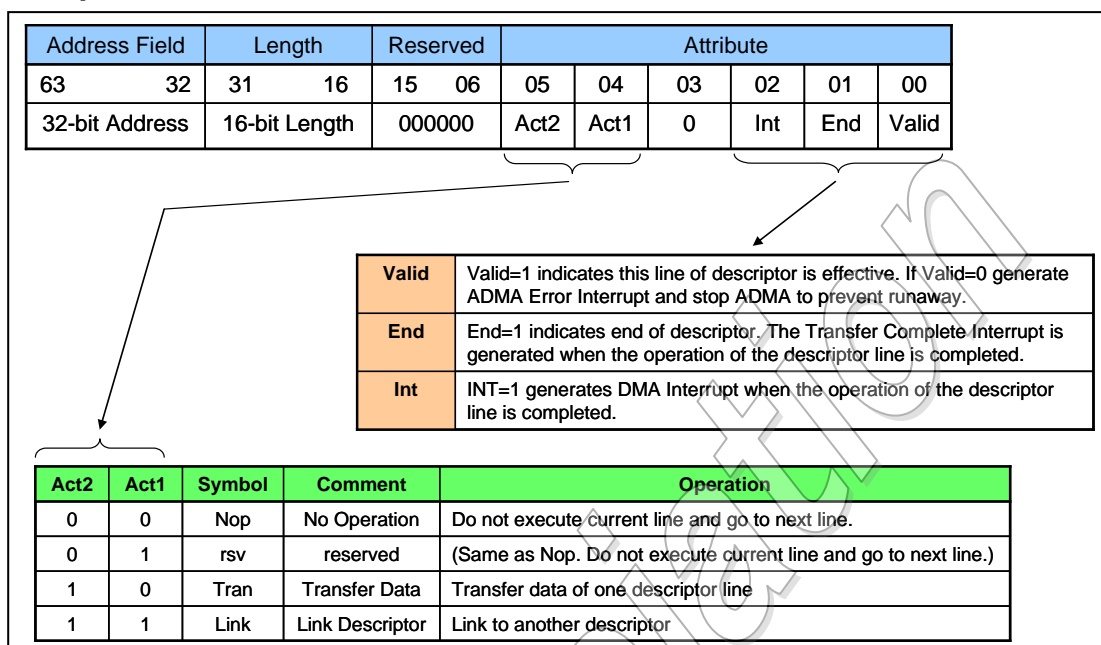 Address Field Length Reserved Attribute
63 32 31 16 15 06 05 04 03 02 01 00
32-bit Address 16-bit Length 000000 Act2 Act1 0 Int End Valid
Valid Valid=1 indicates this line of descriptor is effective. If Valid=0 generate
ADMA Error Interrupt and stop ADMA to prevent runaway.
End End=1 indicates end of descriptor. The Transfer Complete Interrupt is
generated when the operation of the descriptor line is completed.
Int INT=1 generates DMA Interrupt when the operation of the descriptor
line is completed.
Act2 Act1 Symbol Comment Operation
0 0 Nop No Operation Do not execute current line and go to next line.
0 1 rsv reserved (Same as Nop. Do not execute current line and go to next line.)
1 0 Tran Transfer Data Transfer data of one descriptor line
1 1 Link Link Descriptor Link to another descriptor